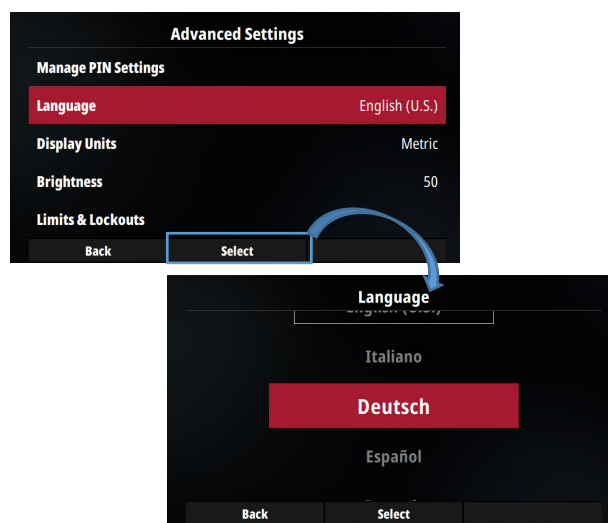 Advanced Settings
Manage PIN Settings
Language English (U.S.)
Display Units Metric
Brightness 50
Limits & Lockouts
Back Select
Language
English (U.S.)
Italiano
Deutsch
Español
Back Select